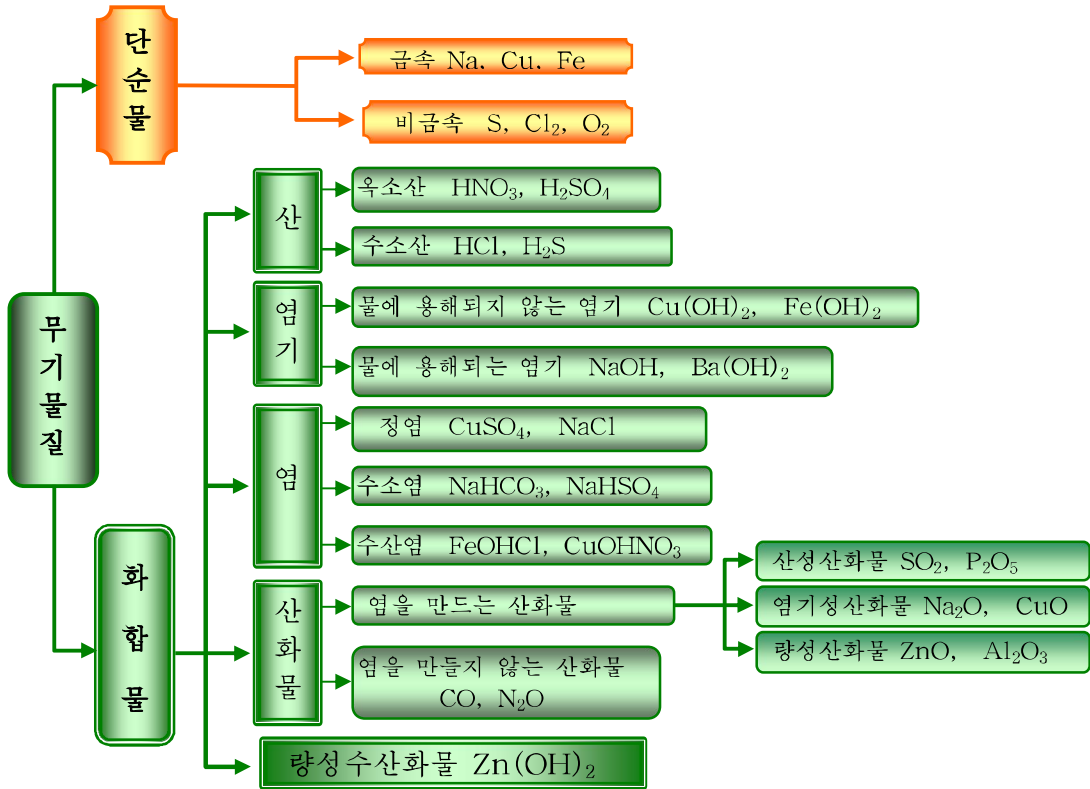 무기물질
단순물
금속 Na, Cu, Fe
비금속 S, Cl₂, O₂
화합물
산
옥소산 HNO₃, H₂SO₄
수소산 HCl, H₂S
염기
물에 용해되지 않는 염기 Cu(OH)₂, Fe(OH)₂
물에 용해되는 염기 NaOH, Ba(OH)₂
염
정염 CuSO₄, NaCl
수소염 NaHCO₃, NaHSO₄
수산염 FeOHCl, CuOHNO₃
산화물
염을 만드는 산화물
산성산화물 SO₂, P₂O₅
염기성산화물 Na₂O, CuO
량성산화물 ZnO, Al₂O₃
염을 만들지 않는 산화물
CO, N₂O
량성수산화물 Zn(OH)₂